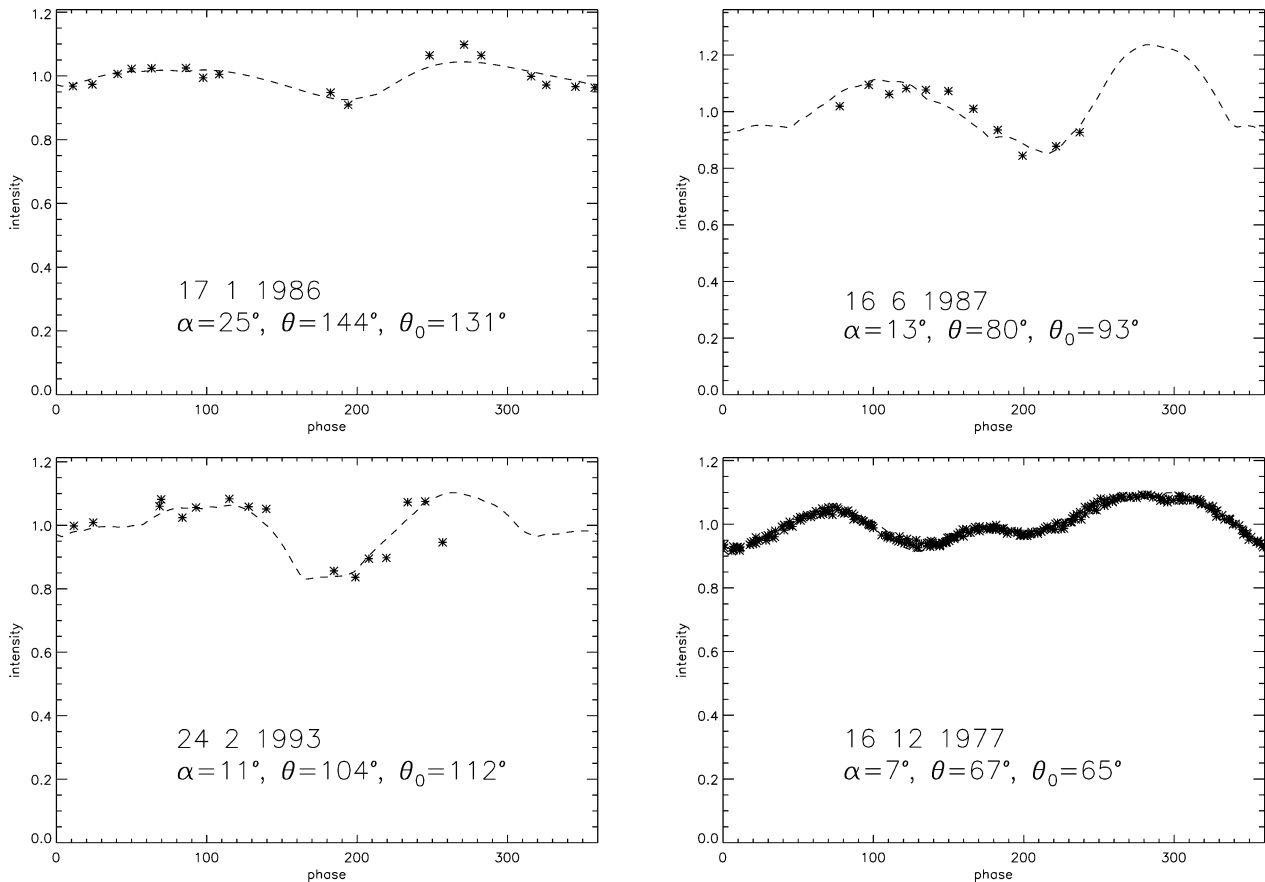 1.2
1.0
0.8
0.6
0.4
0.2
0.0
intensity
17 1 1986
α=25°, θ=144°, θ₀=131°
0 100 200 300
phase
1.2
1.0
0.8
0.6
0.4
0.2
0.0
intensity
16 6 1987
α=13°, θ=80°, θ₀=93°
0 100 200 300
phase
1.2
1.0
0.8
0.6
0.4
0.2
0.0
intensity
24 2 1993
α=11°, θ=104°, θ₀=112°
0 100 200 300
phase
1.2
1.0
0.8
0.6
0.4
0.2
0.0
intensity
16 12 1977
α=7°, θ=67°, θ₀=65°
0 100 200 300
phase